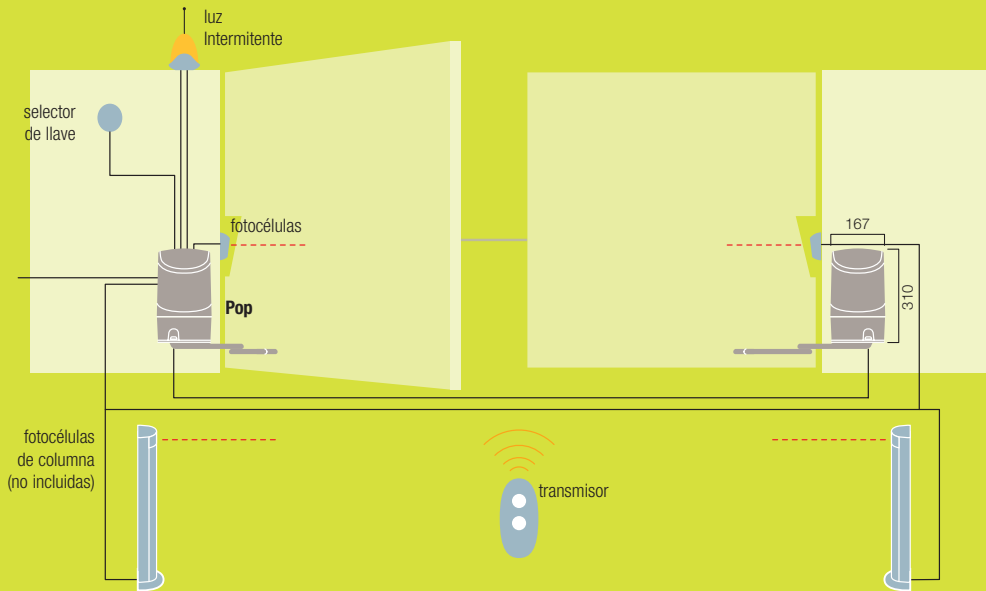 luz
Intermitente
selector
de llave
fotocélulas
167
310
Pop
fotocélulas
de columna
(no incluidas)
transmisor